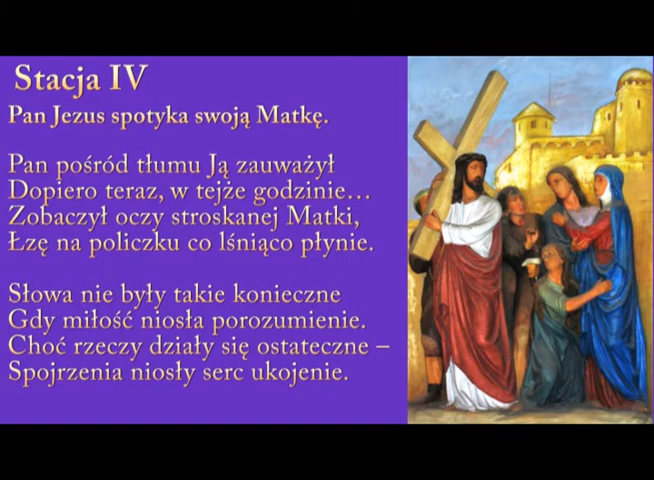 Stacja IV
Pan Jezus spotyka swoją Matkę.
Pan pośród tłumu Ją zauważył
Dopiero teraz, w tejże godzinie…
Zobaczył oczy stroskanej Matki,
Łzę na policzku co lśniąco płynie.
Słowa nie były takie konieczne
Gdy miłość niosła porozumienie.
Choć rzeczy działy się ostateczne –
Spojrzenia niosły serc ukojenie.